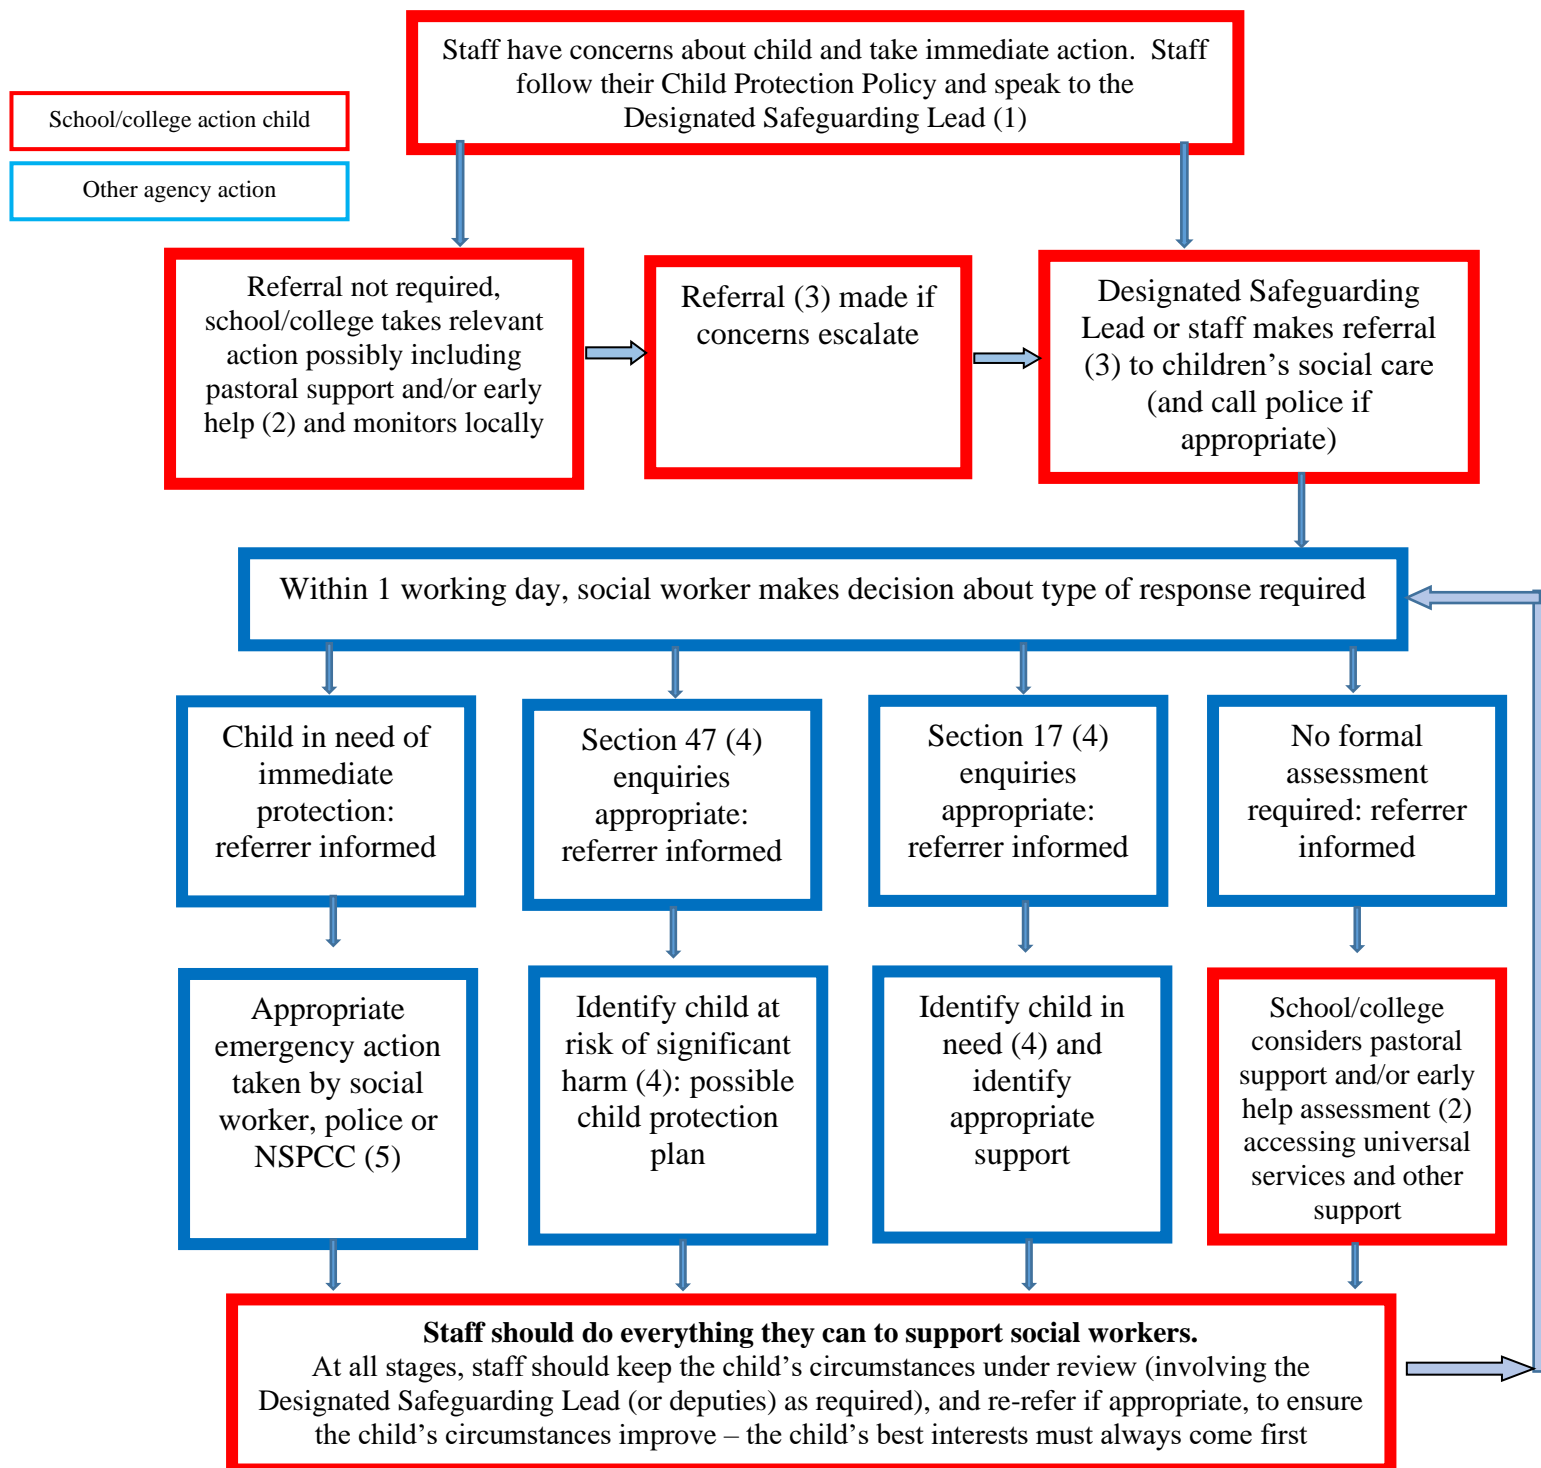 Staff have concerns about child and take immediate action.  Staff
follow their Child Protection Policy and speak to the
Designated Safeguarding Lead (1)
School/college action child
Other agency action
Referral not required,
school/college takes relevant
action possibly including
pastoral support and/or early
help (2) and monitors locally
Referral (3) made if
concerns escalate
Designated Safeguarding
Lead or staff makes referral
(3) to children’s social care
(and call police if
appropriate)
Within 1 working day, social worker makes decision about type of response required
Child in need of
immediate
protection:
referrer informed
Section 47 (4)
enquiries
appropriate:
referrer informed
Section 17 (4)
enquiries
appropriate:
referrer informed
No formal
assessment
required: referrer
informed
Appropriate
emergency action
taken by social
worker, police or
NSPCC (5)
Identify child at
risk of significant
harm (4): possible
child protection
plan
Identify child in
need (4) and
identify
appropriate
support
School/college
considers pastoral
support and/or early
help assessment (2)
accessing universal
services and other
support
Staff should do everything they can to support social workers.
At all stages, staff should keep the child’s circumstances under review (involving the
Designated Safeguarding Lead (or deputies) as required), and re-refer if appropriate, to ensure
the child’s circumstances improve – the child’s best interests must always come first